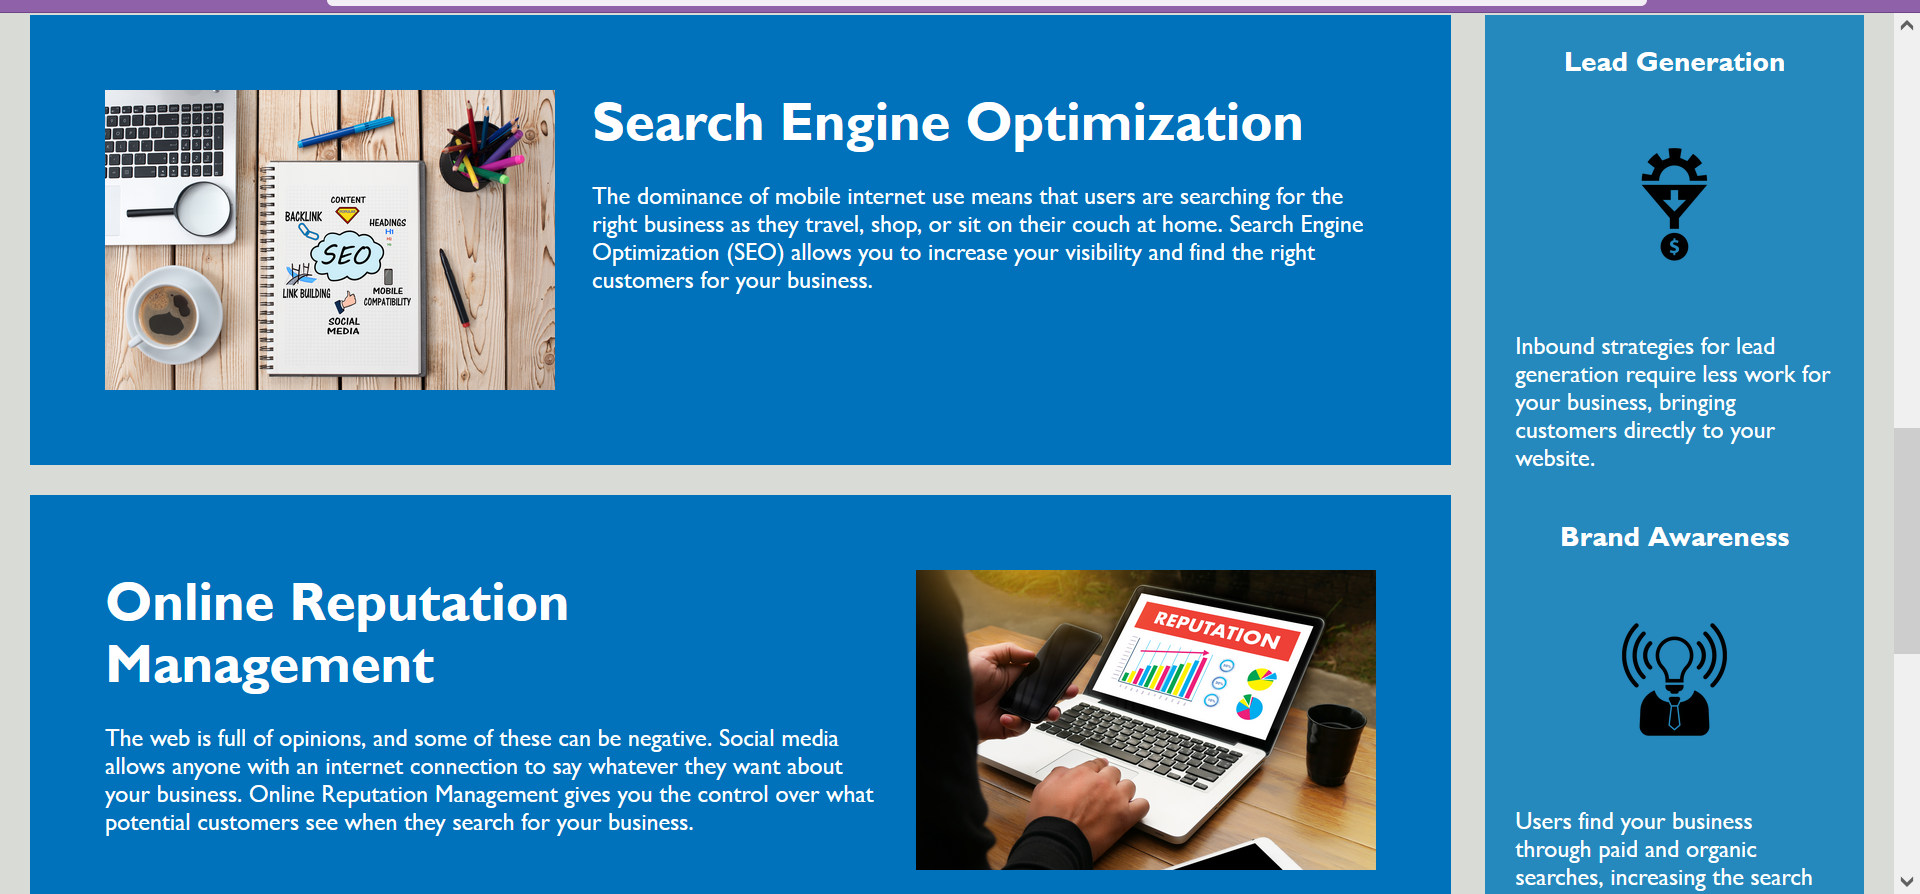 Search Engine Optimization
The dominance of mobile internet use means that users are searching for the
right business as they travel, shop, or sit on their couch at home. Search Engine
Optimization (SEO) allows you to increase your visibility and find the right
customers for your business.
CONTENT
BACKLINK
HEADINGS
H1
SEO
LINK BUILDING
MOBILE
COMPATIBILITY
SOCIAL
MEDIA
Online Reputation
Management
The web is full of opinions, and some of these can be negative. Social media
allows anyone with an internet connection to say whatever they want about
your business. Online Reputation Management gives you the control over what
potential customers see when they search for your business.
REPUTATION
Lead Generation
$
Inbound strategies for lead
generation require less work for
your business, bringing
customers directly to your
website.
Brand Awareness
Users find your business
through paid and organic
searches, increasing the search